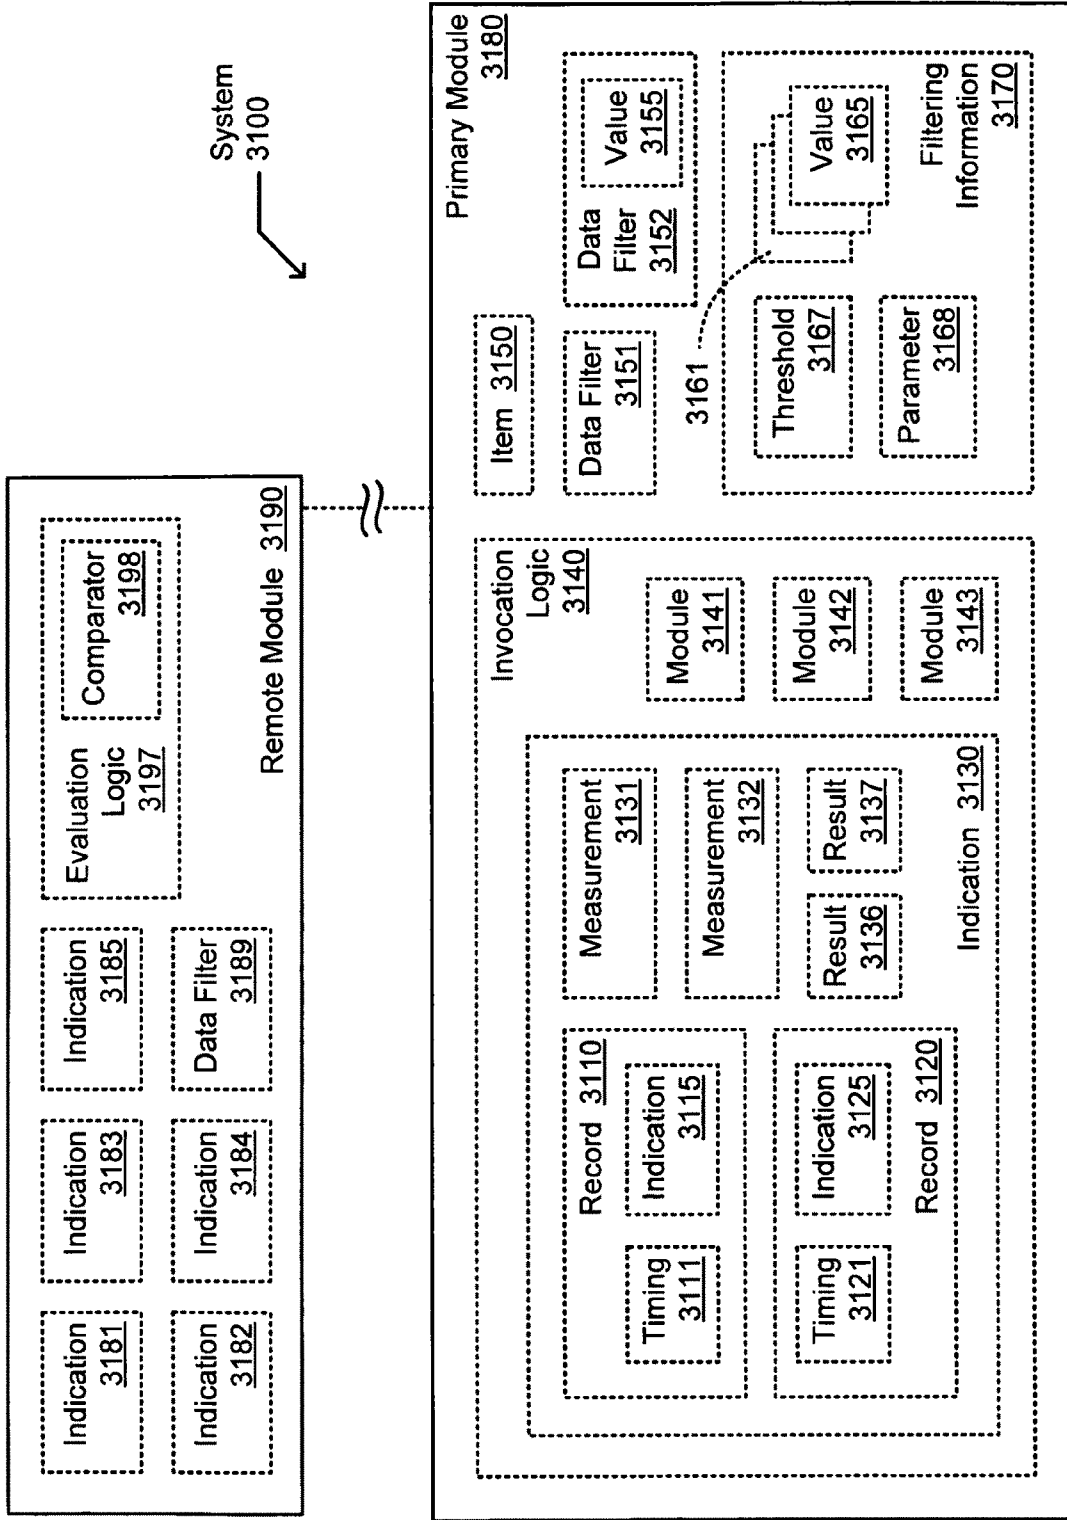 System
3100
Indication
3181
Indication
3183
Indication
3185
Evaluation
Logic
3197
Comparator
3198
Indication
3182
Indication
3184
Data Filter
3189
Remote Module 3190
Primary Module
3180
Invocation
Logic
3140
Record 3110
Timing
3111
Indication
3115
Timing
3121
Indication
3125
Record 3120
Measurement
3131
Measurement
3132
Result
3136
Result
3137
Indication 3130
Module
3141
Module
3142
Module
3143
Item 3150
Data Filter
3151
Data
Filter
3152
Value
3155
3161
Threshold
3167
Parameter
3168
Value
3165
Filtering
Information
3170